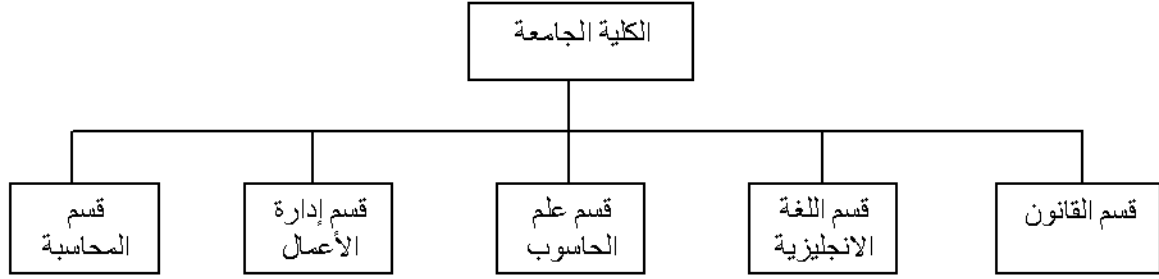 الكلية الجامعة
قسم القانون
قسم اللغة
الانجليزية
قسم علم
الحاسوب
قسم إدارة
الأعمال
قسم
المحاسبة